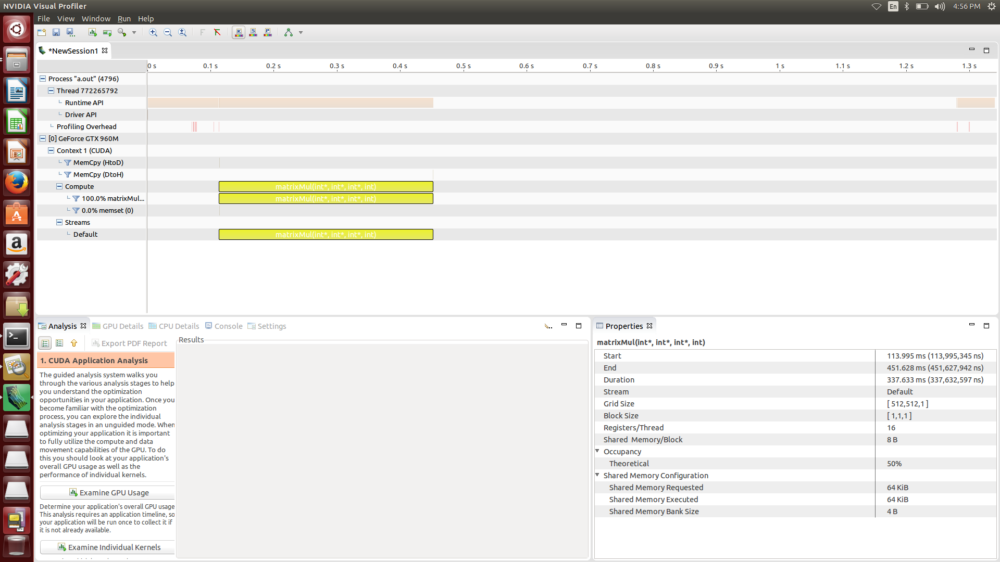 NVIDIA Visual Profiler
En
4:56 PM
File View Window Run Help
*NewSession1
0 s 0.1 s 0.2 s 0.3 s 0.4 s 0.5 s 0.6 s 0.7 s 0.8 s 0.9 s 1 s 1.1 s 1.2 s 1.3 s
Process "a.out" (4796)
Thread 772265792
Runtime API
Driver API
Profiling Overhead
[0] GeForce GTX 960M
Context 1 (CUDA)
MemCpy (HtoD)
MemCpy (DtoH)
Compute matrixMul(int*, int*, int*, int)
100.0% matrixMul... matrixMul(int*, int*, int*, int)
0.0% memset (0)
Streams
Default matrixMul(int*, int*, int*, int)
Analysis GPU Details CPU Details Console Settings
Export PDF Report
Results
1. CUDA Application Analysis
The guided analysis system walks you
through the various analysis stages to help
you understand the optimization
opportunities in your application. Once you
become familiar with the optimization
process, you can explore the individual
analysis stages in an unguided mode. When
optimizing your application it is important
to fully utilize the compute and data
movement capabilities of the GPU. To do
this you should look at your application's
overall GPU usage as well as the
performance of individual kernels.
Examine GPU Usage
Determine your application's overall GPU usage
This analysis requires an application timeline, so
your application will be run once to collect it if
it is not already available.
Examine Individual Kernels
Properties
matrixMul(int*, int*, int*, int)
Start 113.995 ms (113,995,345 ns)
End 451.628 ms (451,627,942 ns)
Duration 337.633 ms (337,632,597 ns)
Stream Default
Grid Size [ 512,512,1 ]
Block Size [ 1,1,1 ]
Registers/Thread 16
Shared Memory/Block 8 B
Occupancy
Theoretical 50%
Shared Memory Configuration
Shared Memory Requested 64 KiB
Shared Memory Executed 64 KiB
Shared Memory Bank Size 4 B